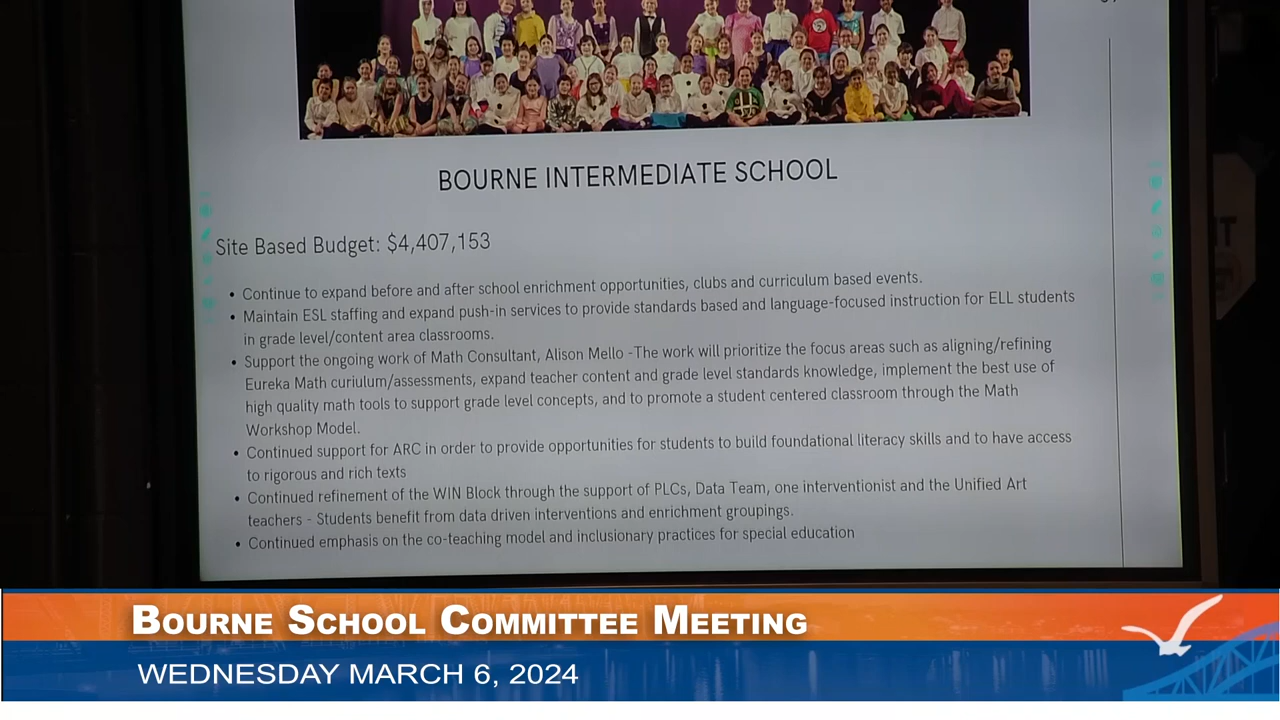 BOURNE INTERMEDIATE SCHOOL
Site Based Budget: $4,407,153
• Continue to expand before and after school enrichment opportunities, clubs and curriculum based events.
• Maintain ESL staffing and expand push-in services to provide standards based and language-focused instruction for ELL students
in grade level/content area classrooms.
• Support the ongoing work of Math Consultant, Alison Mello -The work will prioritize the focus areas such as aligning/refining
Eureka Math curiulum/assessments, expand teacher content and grade level standards knowledge, implement the best use of
high quality math tools to support grade level concepts, and to promote a student centered classroom through the Math
Workshop Model.
• Continued support for ARC in order to provide opportunities for students to build foundational literacy skills and to have access
to rigorous and rich texts
• Continued refinement of the WIN Block through the support of PLCs, Data Team, one interventionist and the Unified Art
teachers - Students benefit from data driven interventions and enrichment groupings.
• Continued emphasis on the co-teaching model and inclusionary practices for special education
BOURNE SCHOOL COMMITTEE MEETING
WEDNESDAY MARCH 6, 2024